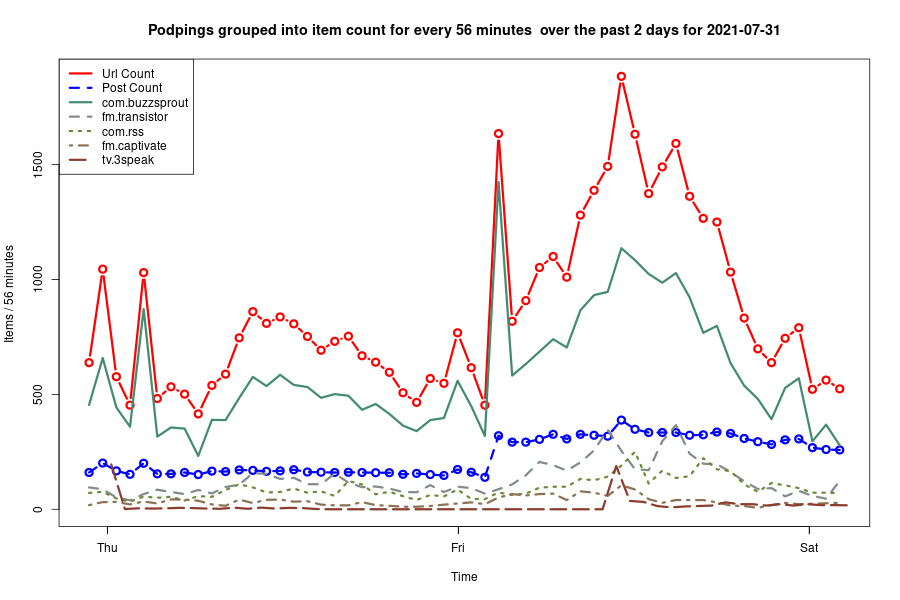 Podpings grouped into item count for every 56 minutes  over the past 2 days for 2021-07-31
Url Count
Post Count
com.buzzsprout
fm.transistor
com.rss
fm.captivate
tv.3speak
Items / 56 minutes
1500
1000
500
0
Thu
Fri
Sat
Time